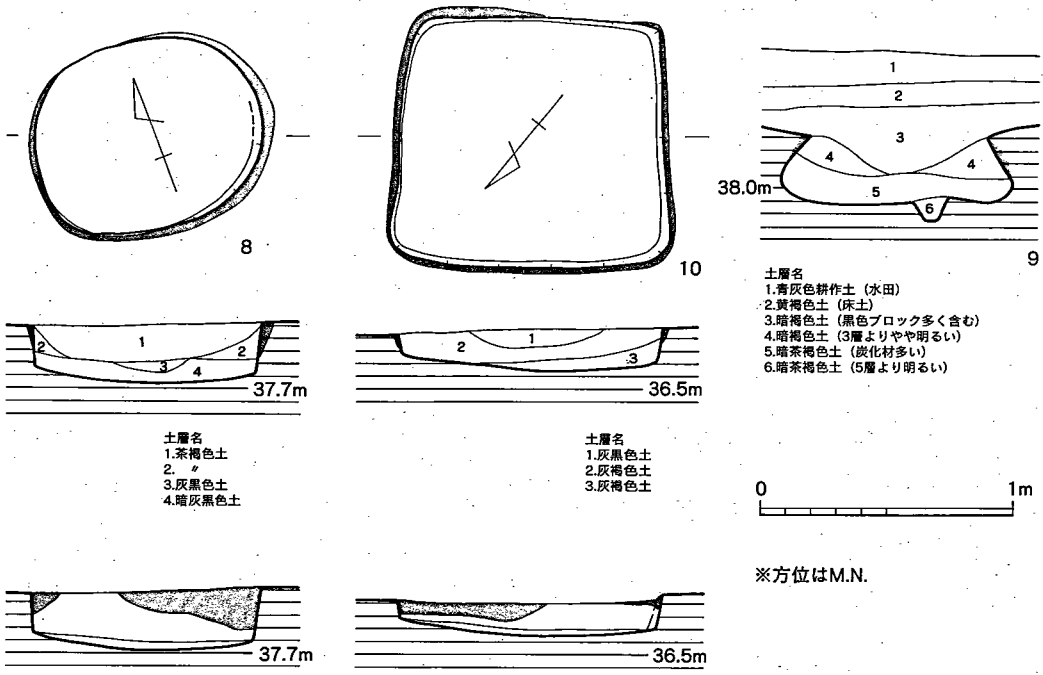 8
10
1
2
3
4
4
5
6
38.0m
9
土層名
1.青灰色耕作土（水田）
2.黄褐色土（床土）
3.暗褐色土（黒色ブロック多く含む）
4.暗褐色土（3層よりやや明るい）
5.暗茶褐色土（炭化材多い）
6.暗茶褐色土（5層より明るい）
1
2
2
3
4
37.7m
1
2
3
36.5m
土層名
1.茶褐色土
2. 〃
3.灰黒色土
4.暗灰黒色土
土層名
1.灰黒色土
2.灰褐色土
3.灰褐色土
0 1m
※方位はM.N.
37.7m
36.5m